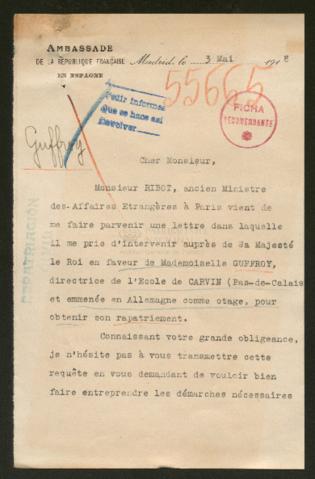 AMBASSADE
DE LA RÉPUBLIQUE FRANÇAISE
EN ESPAGNE
Madrid, le 3 Mai 1918
55665
Pedir informes
Que se hace así
Devolver
FICHA
Guffroy
REPATRIACIÓN
Cher Monsieur,
Monsieur RIBOT, ancien Ministre
des Affaires Etrangères à Paris vient de
me faire parvenir une lettre dans laquelle
il me prie d'intervenir auprès de Sa Majesté
le Roi en faveur de Mademoiselle GUFFROY,
directrice de l'Ecole de CARVIN (Pas-de-Calais
et emmenée en Allemagne comme otage, pour
obtenir son rapatriement.
Connaissant votre grande obligeance,
je n'hésite pas à vous transmettre cette
requête en vous demandant de vouloir bien
faire entreprendre les démarches nécessaires